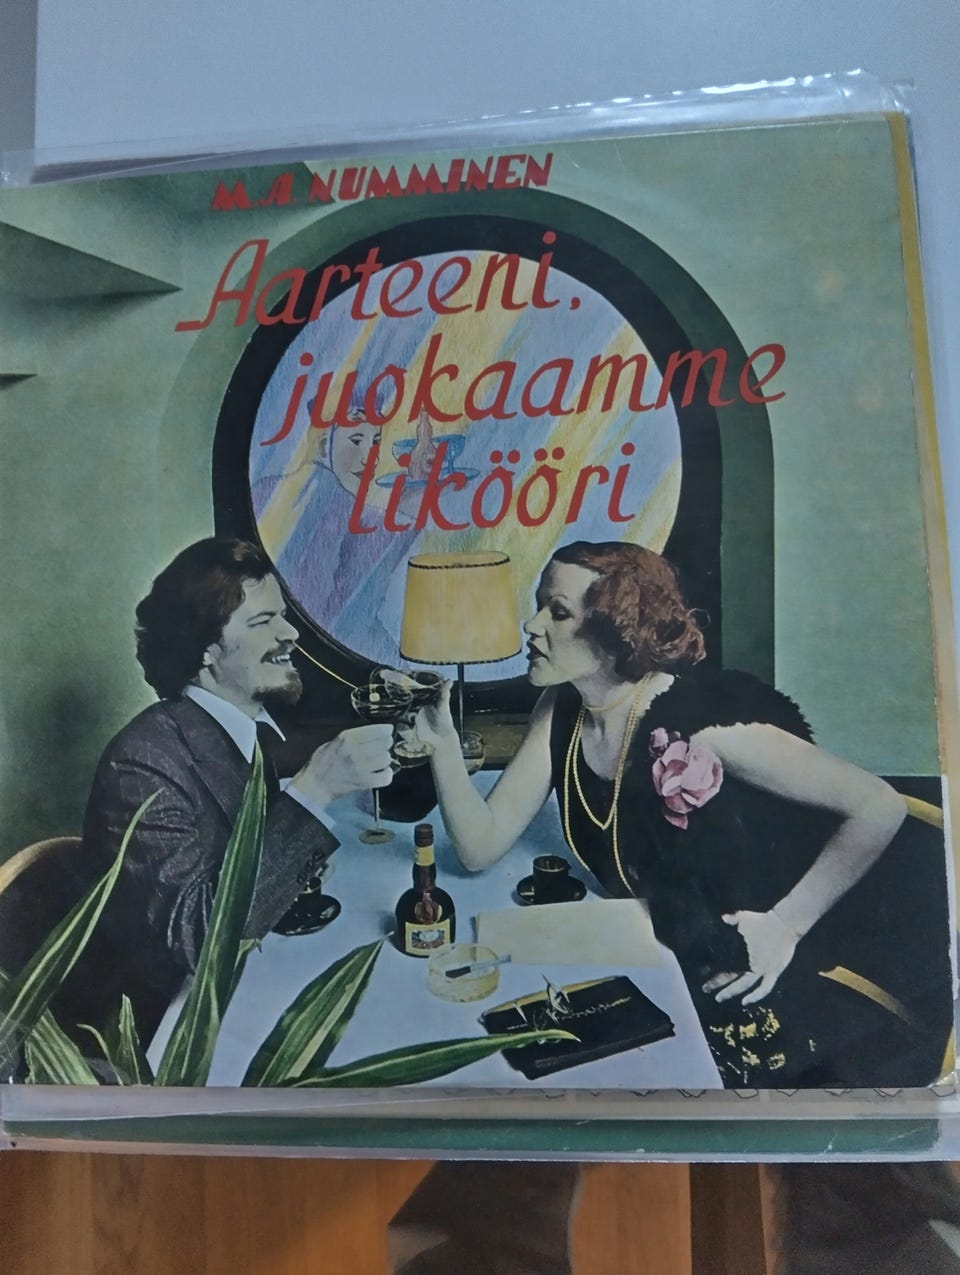 M.A. NUMMINEN
Aarteeni,
juokaamme
likööri